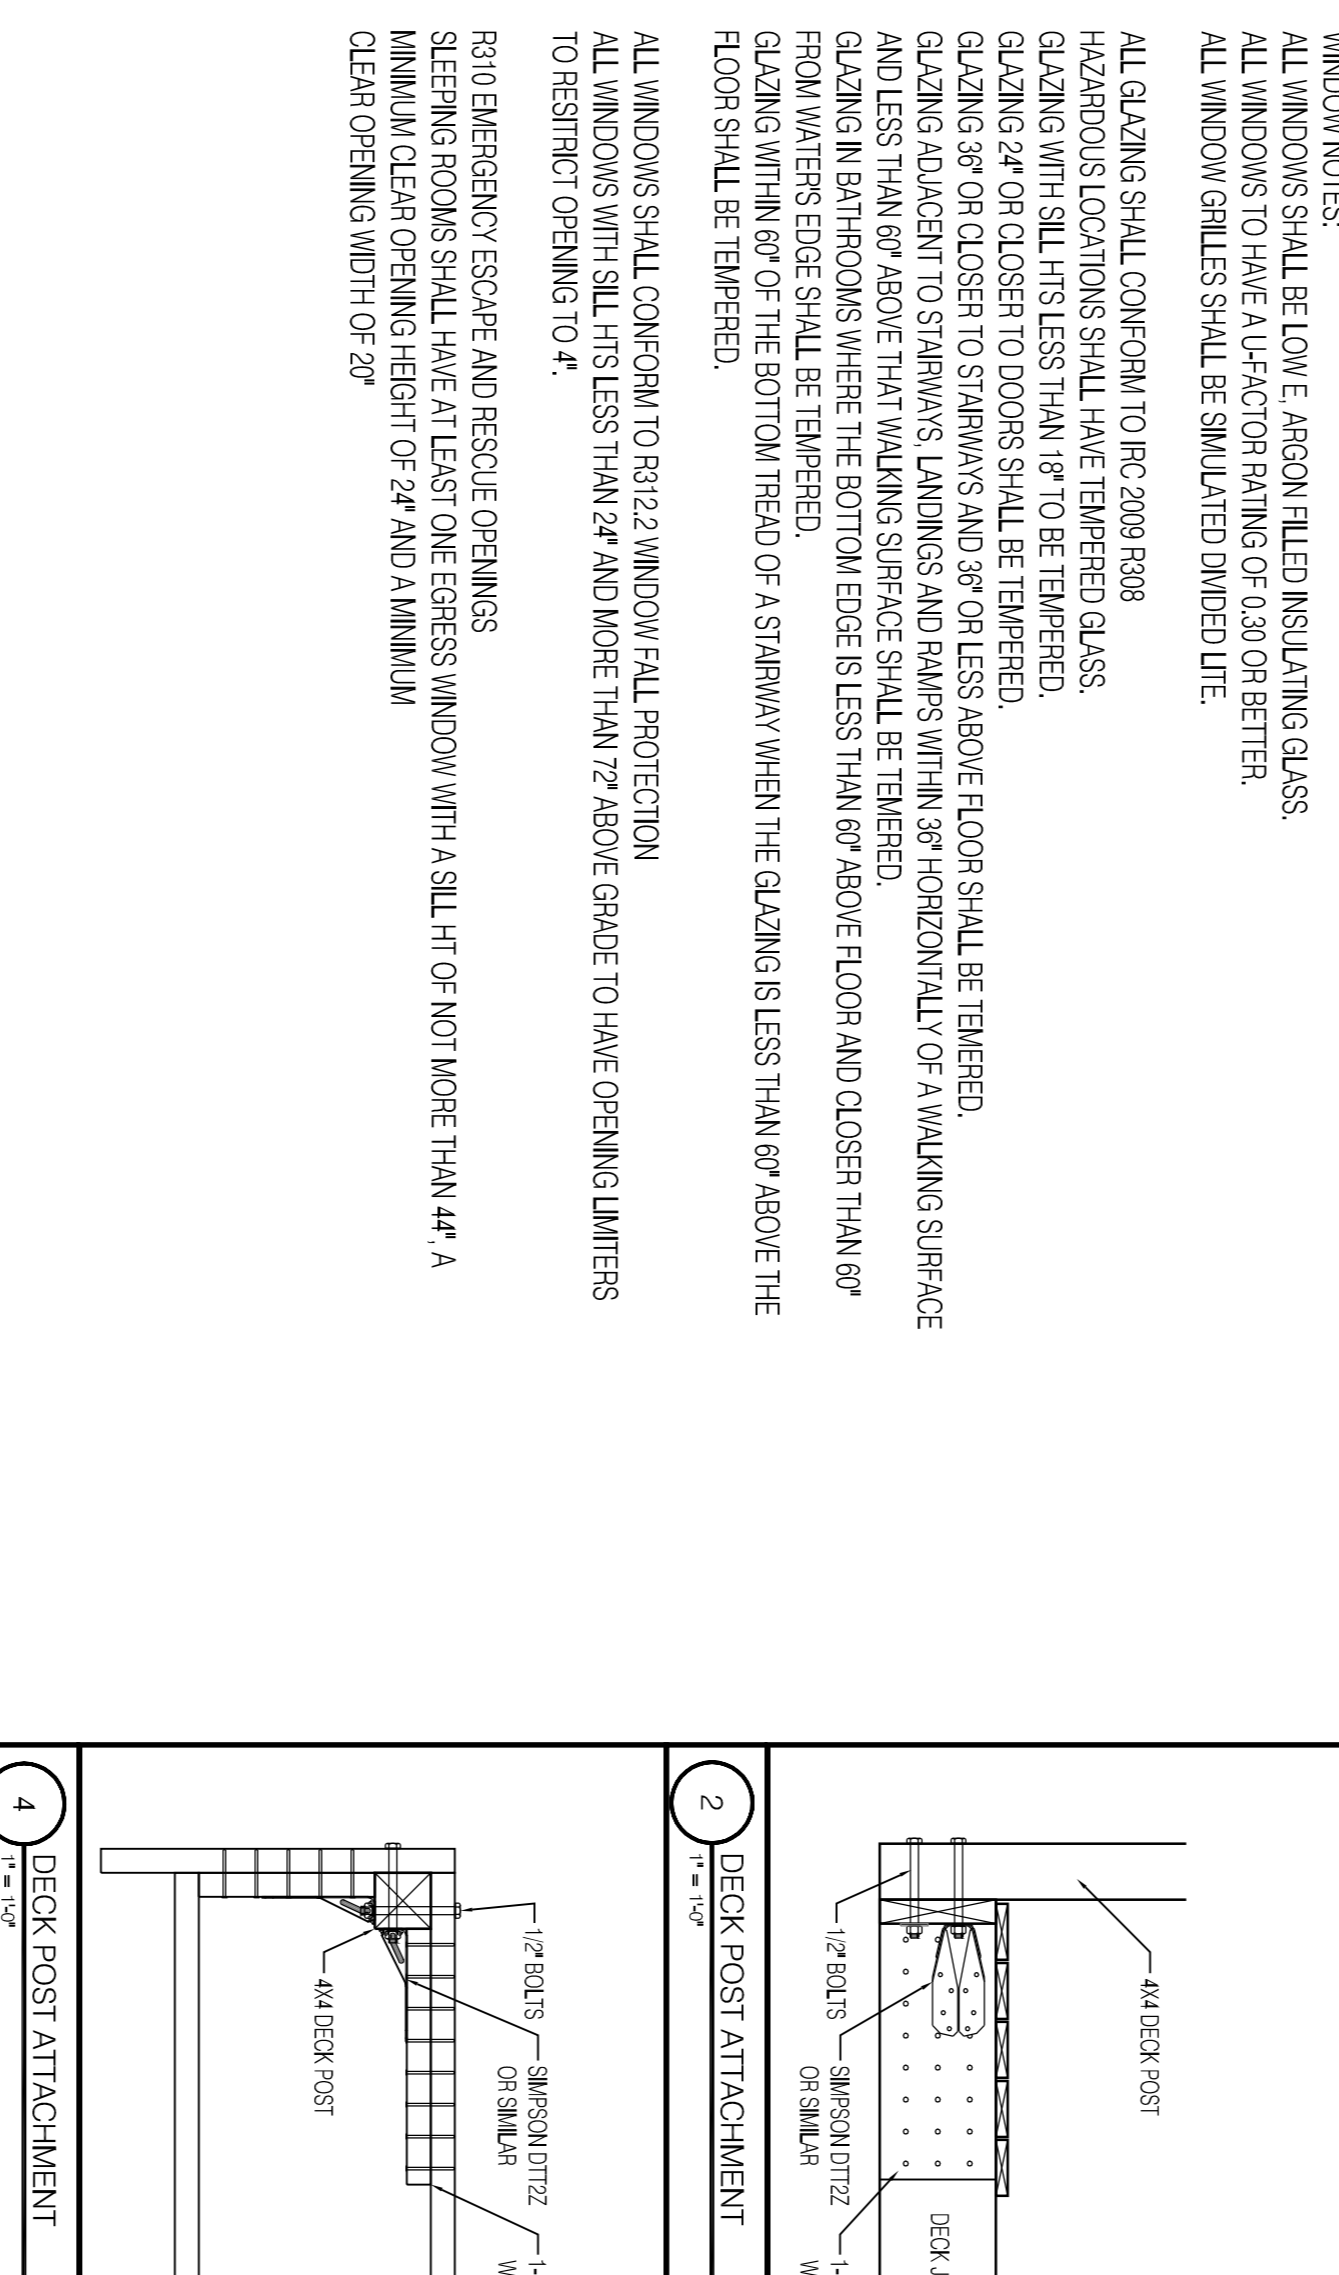 WINDOW NOTES:
ALL WINDOWS SHALL BE LOW E, ARGON FILLED INSULATING GLASS.
ALL WINDOWS TO HAVE A U-FACTOR RATING OF 0.30 OR BETTER.
ALL WINDOW GRILLES SHALL BE SIMULATED DIVIDED LITE.
ALL GLAZING SHALL CONFORM TO IRC 2009 R308
HAZARDOUS LOCATIONS SHALL HAVE TEMPERED GLASS.
GLAZING WITH SILL HTS LESS THAN 18" TO BE TEMPERED.
GLAZING 24" OR CLOSER TO DOORS SHALL BE TEMPERED.
GLAZING 36" OR CLOSER TO STAIRWAYS AND 36" OR LESS ABOVE FLOOR SHALL BE TEMERED.
GLAZING ADJACENT TO STAIRWAYS, LANDINGS AND RAMPS WITHIN 36" HORIZONTALLY OF A WALKING SURFACE
AND LESS THAN 60" ABOVE THAT WALKING SURFACE SHALL BE TEMERED.
GLAZING IN BATHROOMS WHERE THE BOTTOM EDGE IS LESS THAN 60" ABOVE FLOOR AND CLOSER THAN 60"
FROM WATER'S EDGE SHALL BE TEMPERED.
GLAZING WITHIN 60" OF THE BOTTOM TREAD OF A STAIRWAY WHEN THE GLAZING IS LESS THAN 60" ABOVE THE
FLOOR SHALL BE TEMPERED.
ALL WINDOWS SHALL CONFORM TO R312.2 WINDOW FALL PROTECTION
ALL WINDOWS WITH SILL HTS LESS THAN 24" AND MORE THAN 72" ABOVE GRADE TO HAVE OPENING LIMITERS
TO RESITRICT OPENING TO 4".
R310 EMERGENCY ESCAPE AND RESCUE OPENINGS
SLEEPING ROOMS SHALL HAVE AT LEAST ONE EGRESS WINDOW WITH A SILL HT OF NOT MORE THAN 44", A
MINIMUM CLEAR OPENING HEIGHT OF 24" AND A MINIMUM
CLEAR OPENING WIDTH OF 20"
4X4 DECK POST
DECK
1/2" BOLTS
SIMPSON DTT2Z
OR SIMILAR
1-
2
DECK POST ATTACHMENT
1" = 1'-0"
1/2" BOLTS
SIMPSON DTT2Z
OR SIMILAR
1-
4X4 DECK POST
4
DECK POST ATTACHMENT
1" = 1'-0"